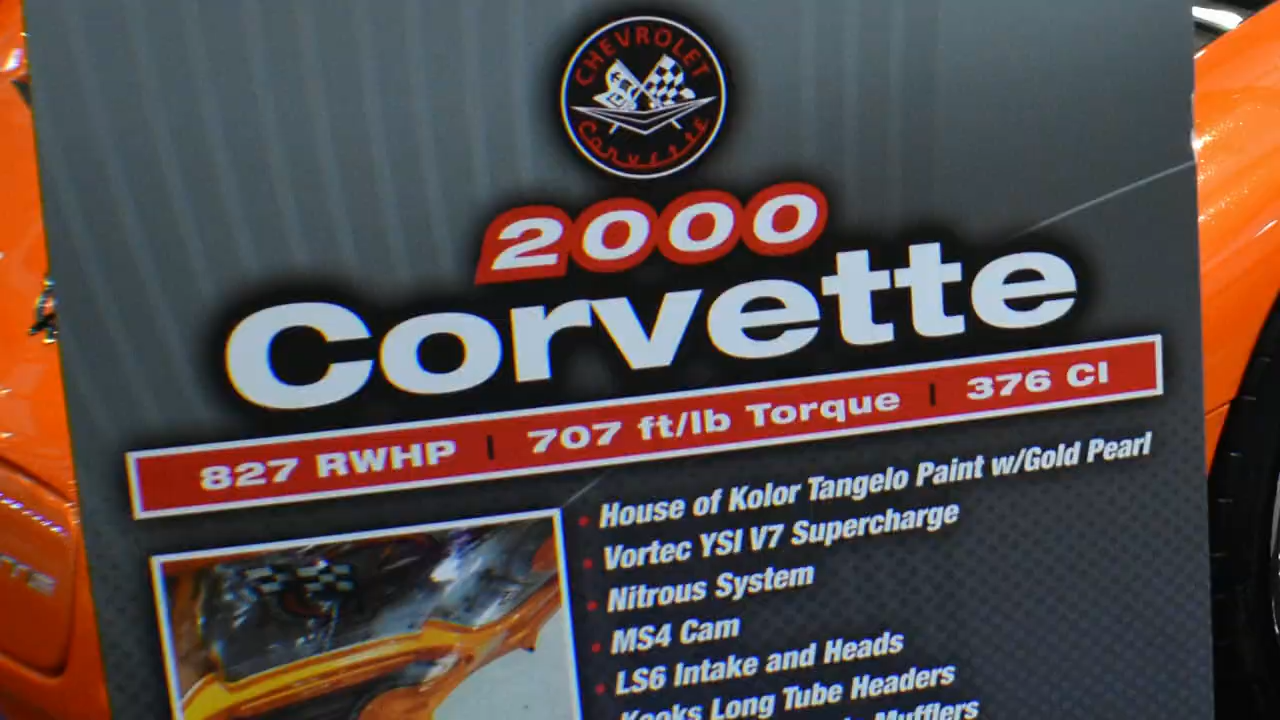 CHEVROLET
Corvette
2000
Corvette
827 RWHP | 707 ft/lb Torque | 376 CI
• House of Kolor Tangelo Paint w/Gold Pearl
• Vortec YSI V7 Supercharge
• Nitrous System
• MS4 Cam
• LS6 Intake and Heads
Kooks Long Tube Headers
Mufflers